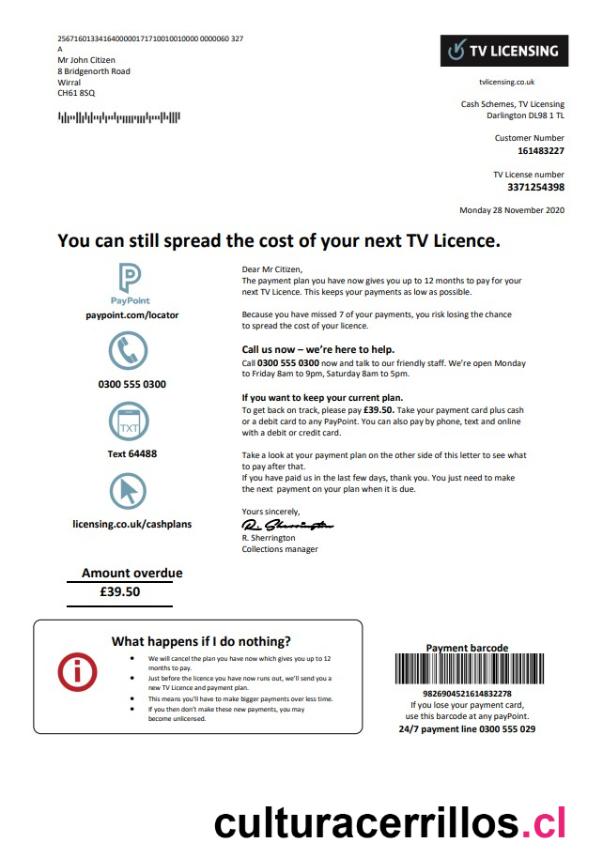 2567160133416400000171717100100100000 0000060 327
A
Mr John Citizen
8 Bridgenorth Road
Wirral
CH61 8SQ
TV LICENSING
tvlicensing.co.uk
Cash Schemes, TV Licensing
Darlington DL98 1 TL
Customer Number
161483227
TV License number
3371254398
Monday 28 November 2020
You can still spread the cost of your next TV Licence.
PayPoint
paypoint.com/locator
0300 555 0300
TXT
Text 64488
licensing.co.uk/cashplans
Amount overdue
£39.50
Dear Mr Citizen,
The payment plan you have now gives you up to 12 months to pay for your
next TV Licence. This keeps your payments as low as possible.
Because you have missed 7 of your payments, you risk losing the chance
to spread the cost of your licence.
Call us now – we're here to help.
Call 0300 555 0300 now and talk to our friendly staff. We're open Monday
to Friday 8am to 9pm, Saturday 8am to 5pm.
If you want to keep your current plan.
To get back on track, please pay £39.50. Take your payment card plus cash
or a debit card to any PayPoint. You can also pay by phone, text and online
with a debit or credit card.
Take a look at your payment plan on the other side of this letter to see what
to pay after that.
If you have paid us in the last few days, thank you. You just need to make
the next payment on your plan when it is due.
Yours sincerely,
R. Sherrington
R. Sherrington
Collections manager
What happens if I do nothing?
• We will cancel the plan you have now which gives you up to 12
months to pay.
• Just before the licence you have now runs out, we'll send you a
new TV Licence and payment plan.
• This means you'll have to make bigger payments over less time.
• If you then don't make these new payments, you may
become unlicensed.
Payment barcode
9826904521614832278
If you lose your payment card,
use this barcode at any payPoint.
24/7 payment line 0300 555 029
culturacerrillos.cl